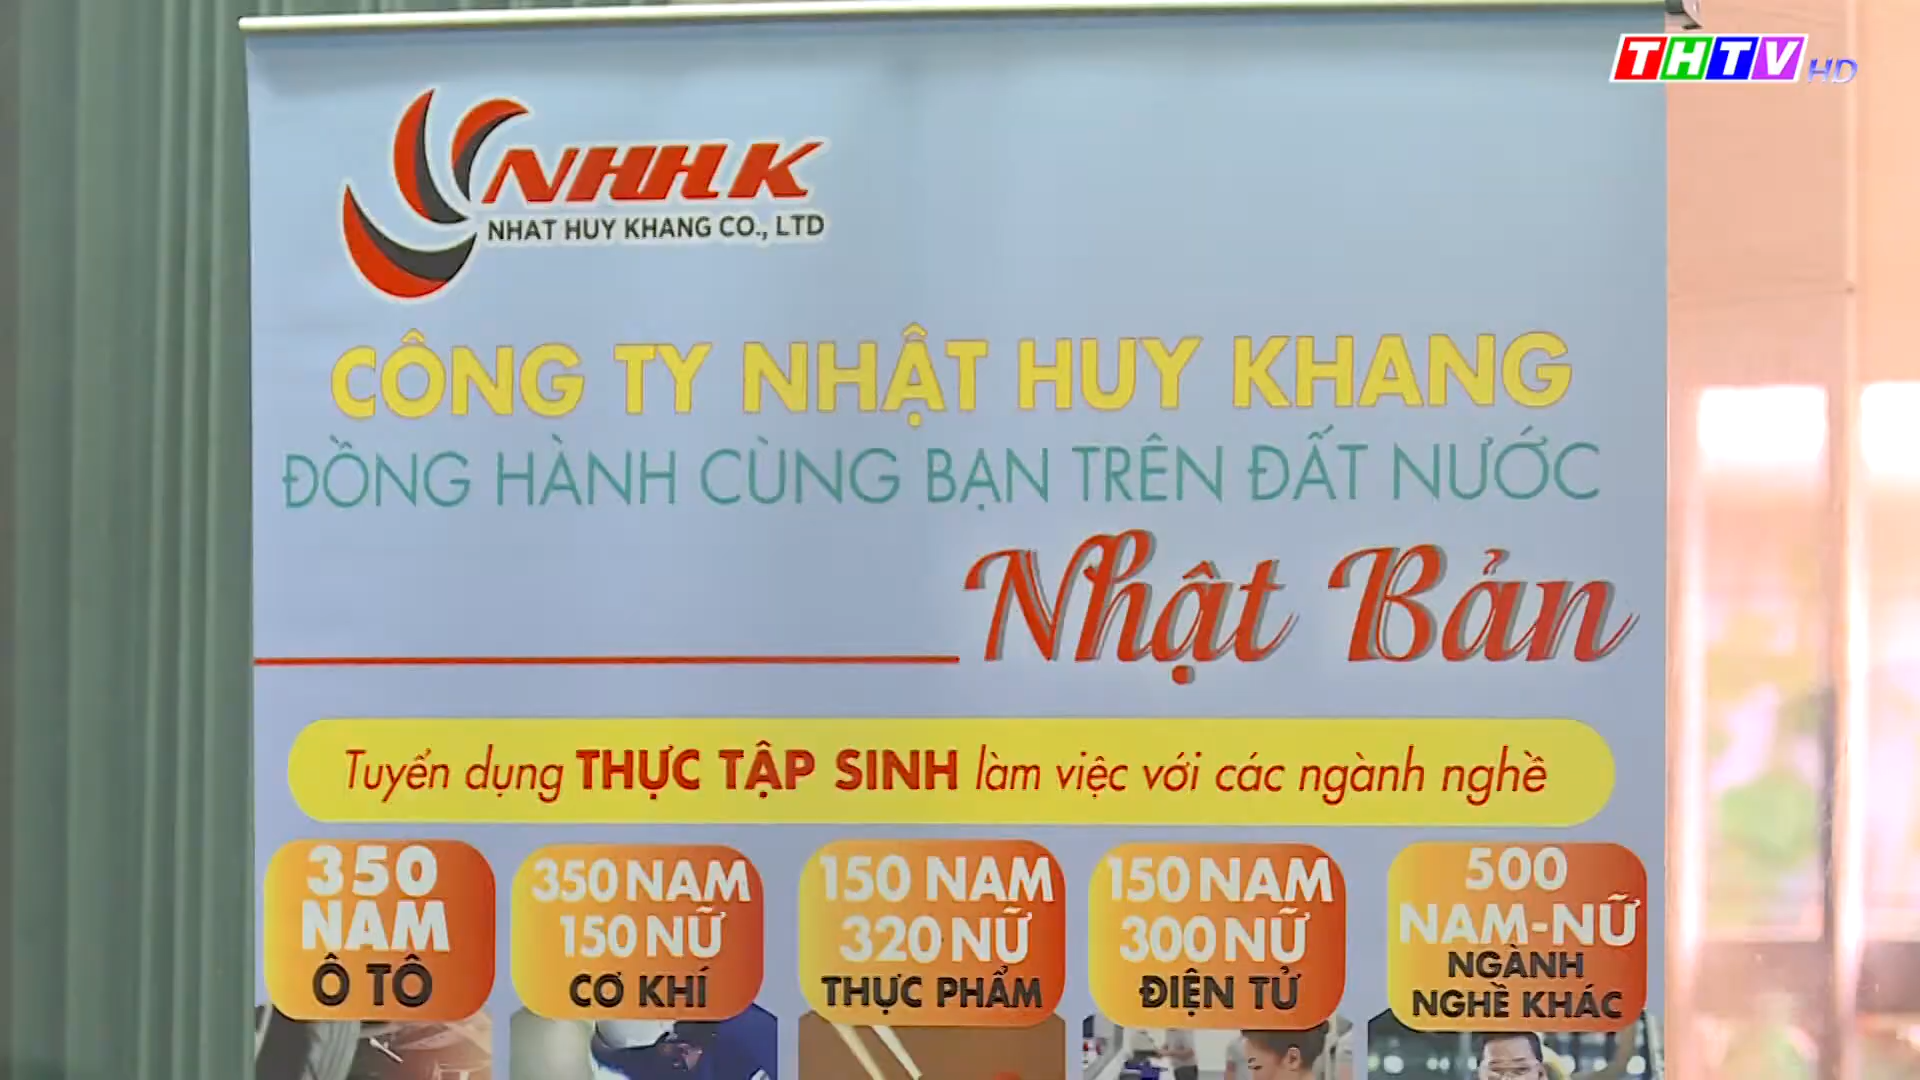 THTV HD
NHHK
NHAT HUY KHANG CO., LTD
CÔNG TY NHẬT HUY KHANG
ĐỒNG HÀNH CÙNG BẠN TRÊN ĐẤT NƯỚC
Nhật Bản
Tuyển dụng THỰC TẬP SINH làm việc với các ngành nghề
350
NAM
Ô TÔ
350 NAM
150 NỮ
CƠ KHÍ
150 NAM
320 NỮ
THỰC PHẨM
150 NAM
300 NỮ
ĐIỆN TỬ
500
NAM-NỮ
NGÀNH
NGHỀ KHÁC